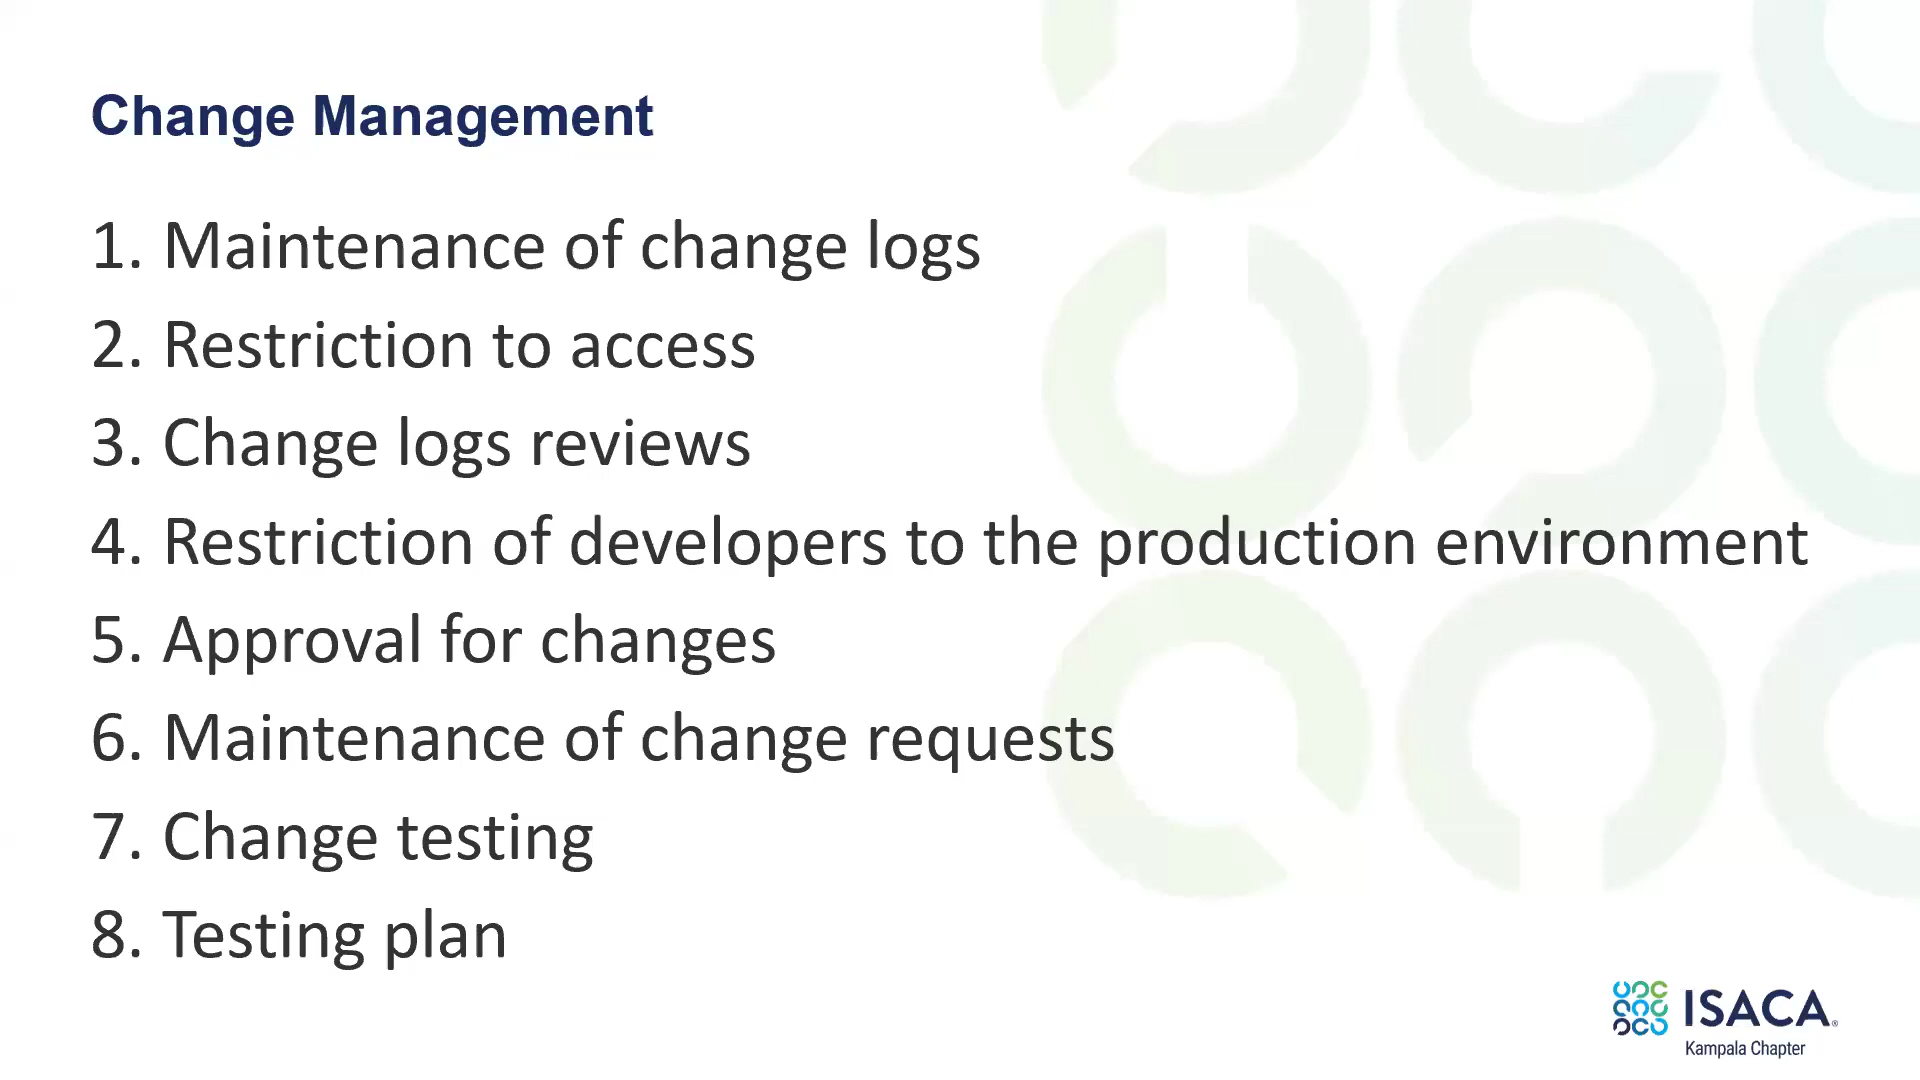 Change Management
1. Maintenance of change logs
2. Restriction to access
3. Change logs reviews
4. Restriction of developers to the production environment
5. Approval for changes
6. Maintenance of change requests
7. Change testing
8. Testing plan
ISACA®
Kampala Chapter